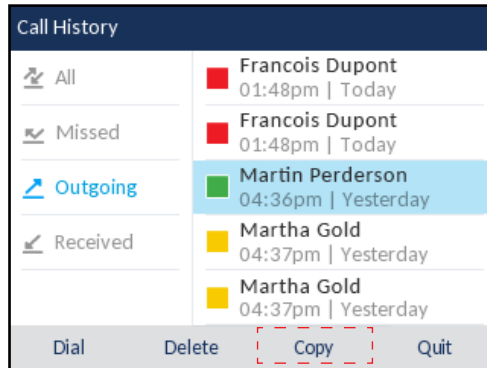 Call History
All
Missed
Outgoing
Received
Francois Dupont
01:48pm | Today
Francois Dupont
01:48pm | Today
Martin Perderson
04:36pm | Yesterday
Martha Gold
04:37pm | Yesterday
Martha Gold
04:37pm | Yesterday
Dial Delete Copy Quit